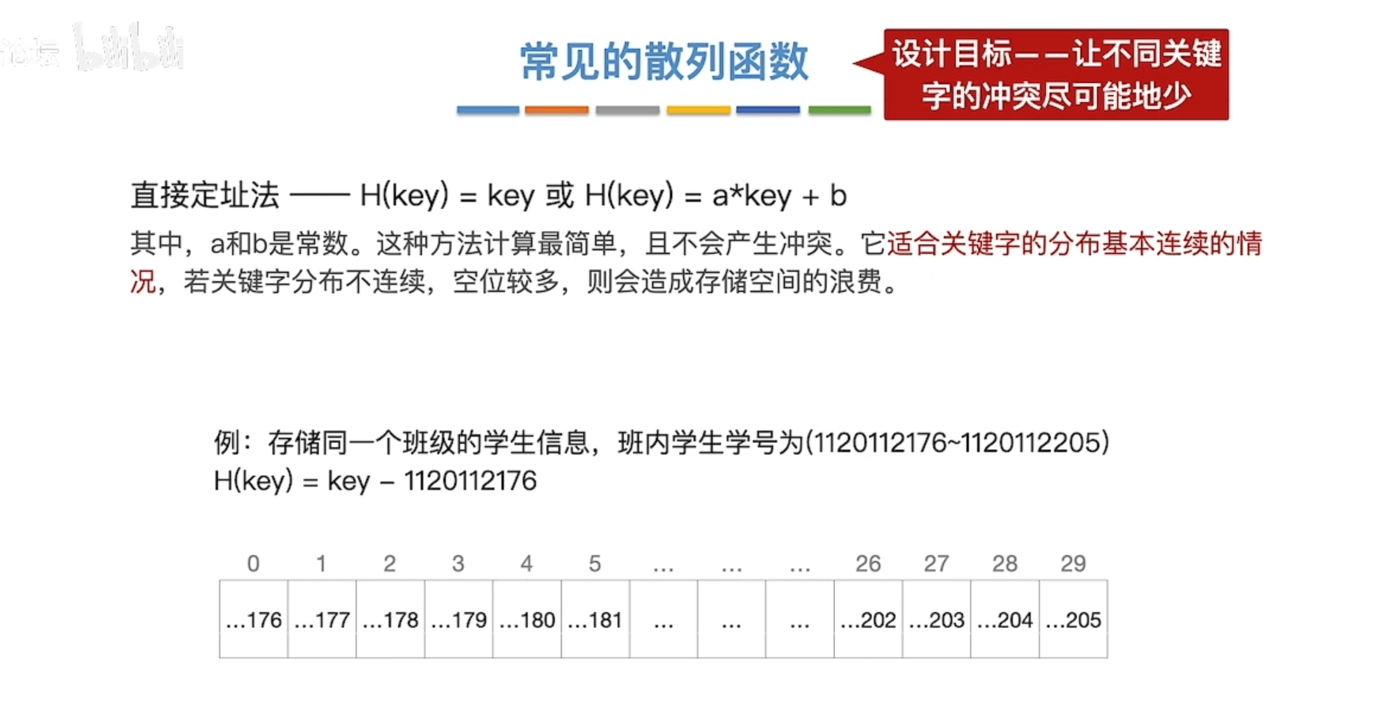 论坛 bilibili
常见的散列函数
设计目标——让不同关键
字的冲突尽可能地少
直接定址法 —— H(key) = key 或 H(key) = a*key + b
其中，a和b是常数。这种方法计算最简单，且不会产生冲突。它适合关键字的分布基本连续的情
况，若关键字分布不连续，空位较多，则会造成存储空间的浪费。
例：存储同一个班级的学生信息，班内学生学号为(1120112176~1120112205)
H(key) = key – 1120112176
0 1 2 3 4 5 ... ... ... 26 27 28 29
...176 ...177 ...178 ...179 ...180 ...181 ... ... ... ...202 ...203 ...204 ...205